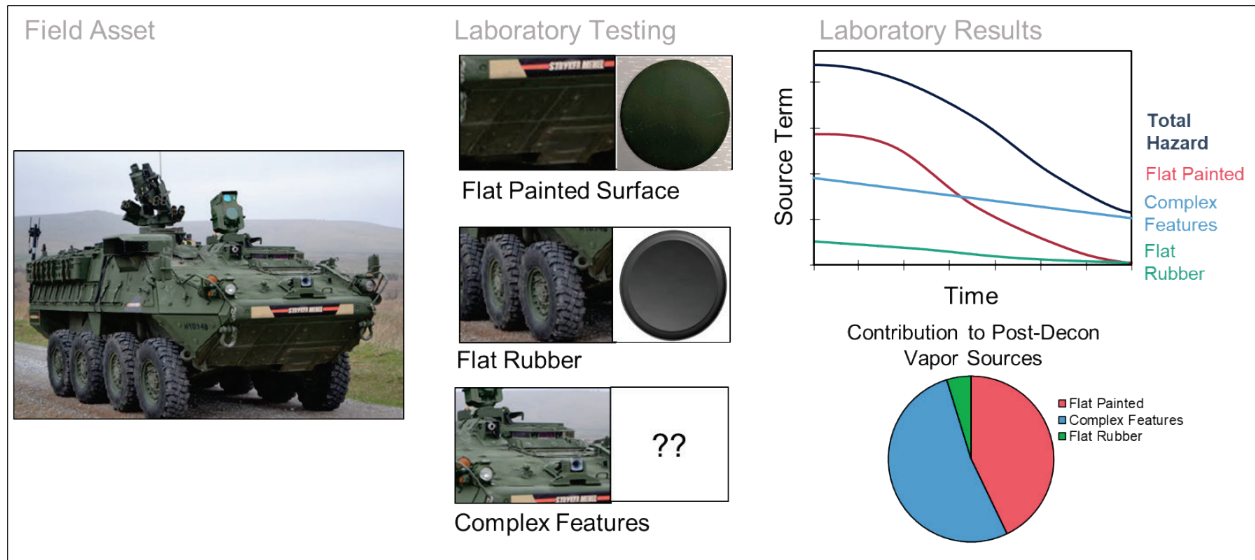 Field Asset
Laboratory Testing
STRYKER
Flat Painted Surface
Flat Rubber
??
Complex Features
Laboratory Results
Source Term
Time
Total
Hazard
Flat Painted
Complex
Features
Flat
Rubber
Contribution to Post-Decon
Vapor Sources
Flat Painted
Complex Features
Flat Rubber